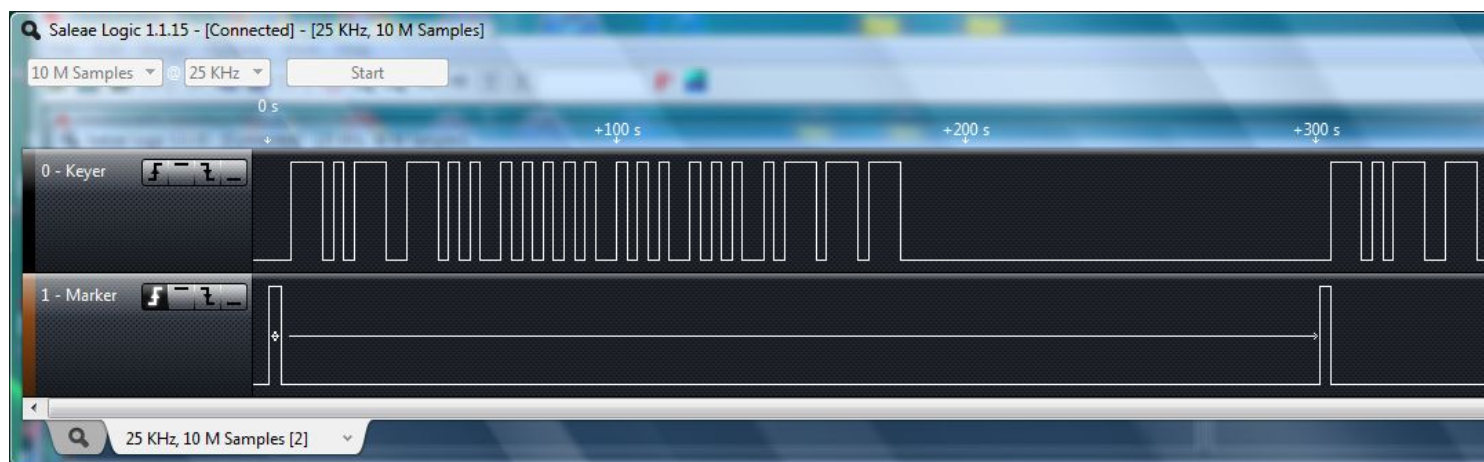 Saleae Logic 1.1.15 - [Connected] - [25 KHz, 10 M Samples]
10 M Samples @ 25 KHz Start
0 s
+100 s +200 s +300 s
0 - Keyer
1 - Marker
25 KHz, 10 M Samples [2]